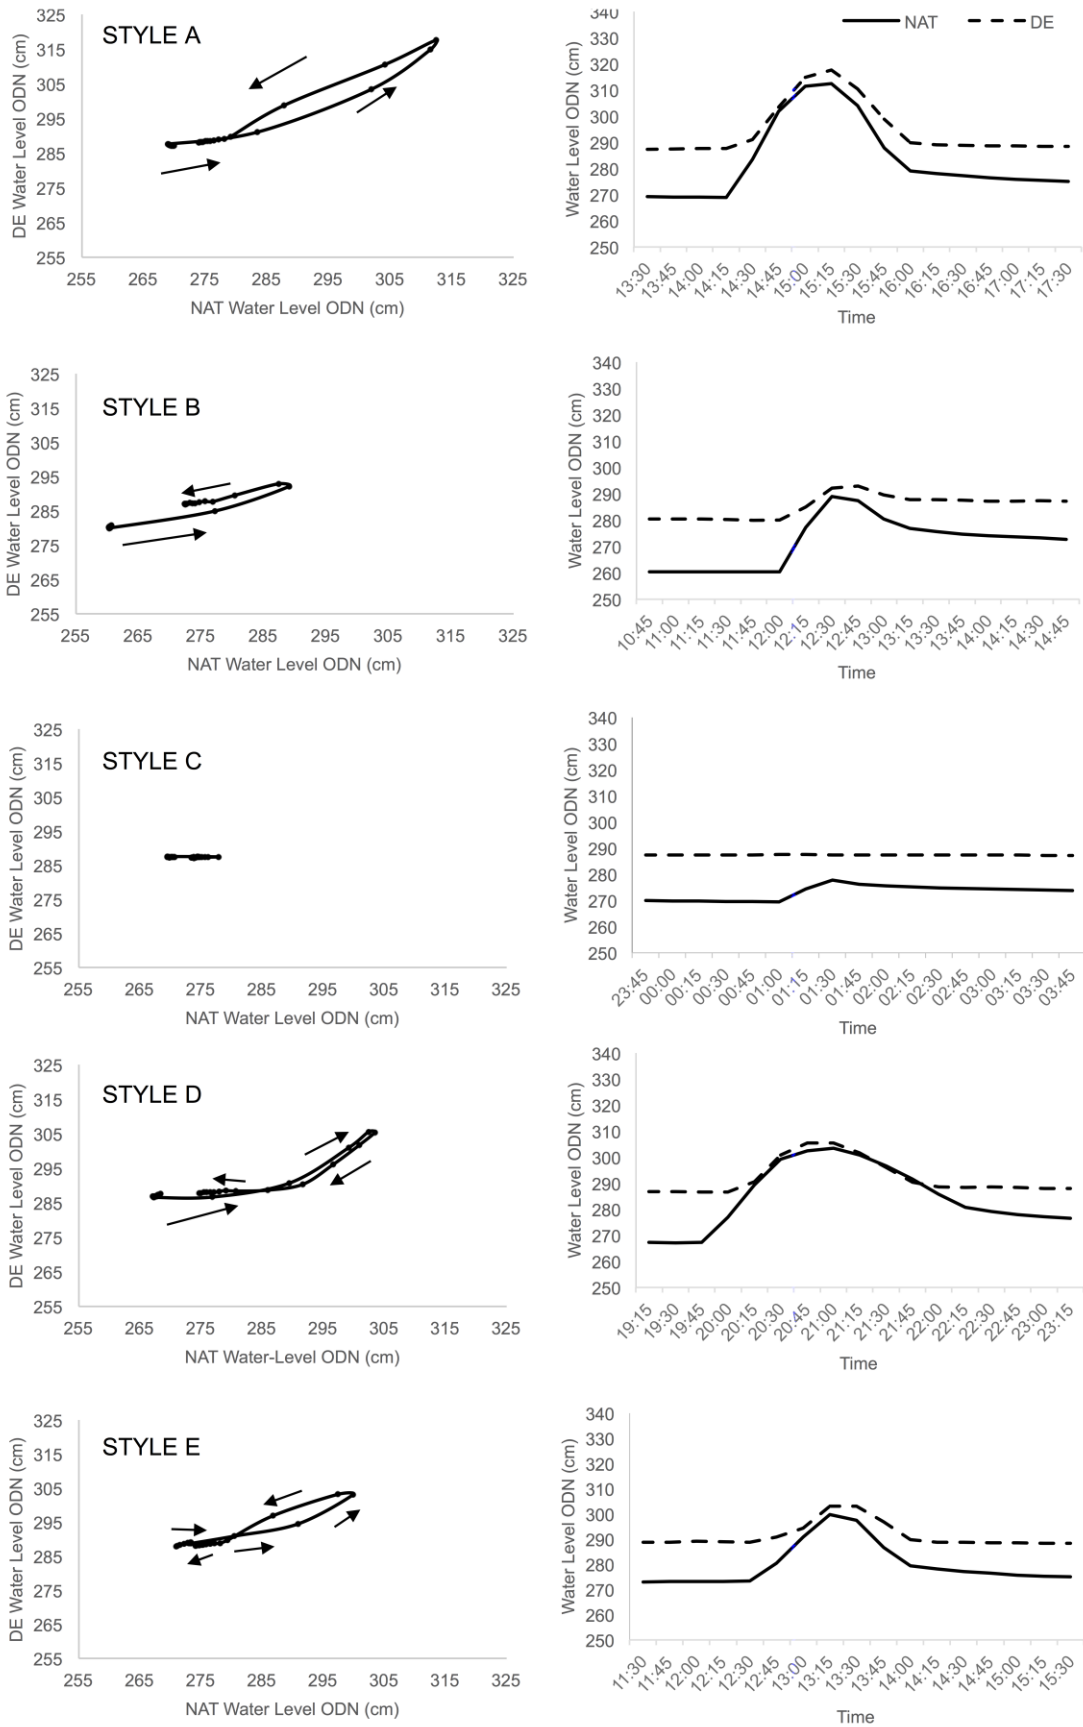 STYLE A
DE Water Level ODN (cm)
325
315
305
295
285
275
265
255
255 265 275 285 295 305 315 325
NAT Water Level ODN (cm)
NAT DE
Water Level ODN (cm)
340
330
320
310
300
290
280
270
260
250
13:30 13:45 14:00 14:15 14:30 14:45 15:00 15:15 15:30 15:45 16:00 16:15 16:30 16:45 17:00 17:15 17:30
Time
STYLE B
DE Water Level ODN (cm)
325
315
305
295
285
275
265
255
255 265 275 285 295 305 315 325
NAT Water Level ODN (cm)
Water Level ODN (cm)
340
330
320
310
300
290
280
270
260
250
10:45 11:00 11:15 11:30 11:45 12:00 12:15 12:30 12:45 13:00 13:15 13:30 13:45 14:00 14:15 14:30 14:45
Time
STYLE C
DE Water Level ODN (cm)
325
315
305
295
285
275
265
255
255 265 275 285 295 305 315 325
NAT Water Level ODN (cm)
Water Level ODN (cm)
340
330
320
310
300
290
280
270
260
250
23:45 00:00 00:15 00:30 00:45 01:00 01:15 01:30 01:45 02:00 02:15 02:30 02:45 03:00 03:15 03:30 03:45
Time
STYLE D
DE Water Level ODN (cm)
325
315
305
295
285
275
265
255
255 265 275 285 295 305 315 325
NAT Water-Level ODN (cm)
Water Level ODN (cm)
340
330
320
310
300
290
280
270
260
250
19:15 19:30 19:45 20:00 20:15 20:30 20:45 21:00 21:15 21:30 21:45 22:00 22:15 22:30 22:45 23:00 23:15
Time
STYLE E
DE Water Level ODN (cm)
325
315
305
295
285
275
265
255
255 265 275 285 295 305 315 325
NAT Water Level ODN (cm)
Water Level ODN (cm)
340
330
320
310
300
290
280
270
260
250
11:30 11:45 12:00 12:15 12:30 12:45 13:00 13:15 13:30 13:45 14:00 14:15 14:30 14:45 15:00 15:15 15:30
Time